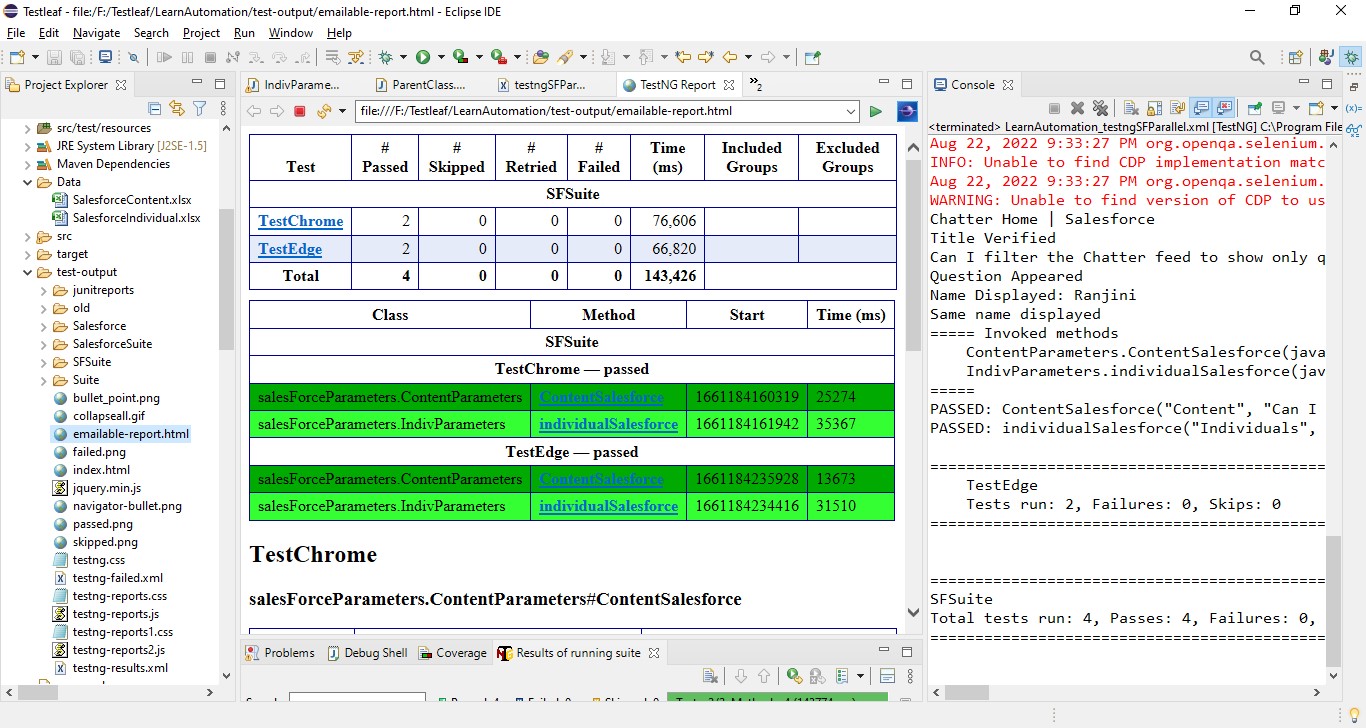 Testleaf - file:/F:/Testleaf/LearnAutomation/test-output/emailable-report.html - Eclipse IDE
File Edit Navigate Search Project Run Window Help
Project Explorer
src/test/resources
JRE System Library [J2SE-1.5]
Maven Dependencies
Data
SalesforceContent.xlsx
SalesforceIndividual.xlsx
src
target
test-output
junitreports
old
Salesforce
SalesforceSuite
SFSuite
Suite
bullet_point.png
collapseall.gif
emailable-report.html
failed.png
index.html
jquery.min.js
navigator-bullet.png
passed.png
skipped.png
testng.css
testng-failed.xml
testng-reports.css
testng-reports.js
testng-reports1.css
testng-reports2.js
testng-results.xml
IndivParame... ParentClass.... testngSFPar... TestNG Report »2
file:///F:/Testleaf/LearnAutomation/test-output/emailable-report.html
Test # Passed # Skipped # Retried # Failed Time (ms) Included Groups Excluded Groups
SFSuite
TestChrome 2 0 0 0 76,606
TestEdge 2 0 0 0 66,820
Total 4 0 0 0 143,426
Class Method Start Time (ms)
SFSuite
TestChrome — passed
salesForceParameters.ContentParameters ContentSalesforce 1661184160319 25274
salesForceParameters.IndivParameters individualSalesforce 1661184161942 35367
TestEdge — passed
salesForceParameters.ContentParameters ContentSalesforce 1661184235928 13673
salesForceParameters.IndivParameters individualSalesforce 1661184234416 31510
TestChrome
salesForceParameters.ContentParameters#ContentSalesforce
Problems Debug Shell Coverage Results of running suite
Console
<terminated> LearnAutomation_testngSFParallel.xml [TestNG] C:\Program File
Aug 22, 2022 9:33:27 PM org.openqa.selenium.
INFO: Unable to find CDP implementation matc
Aug 22, 2022 9:33:27 PM org.openqa.selenium.
WARNING: Unable to find version of CDP to us
Chatter Home | Salesforce
Title Verified
Can I filter the Chatter feed to show only q
Question Appeared
Name Displayed: Ranjini
Same name displayed
===== Invoked methods
ContentParameters.ContentSalesforce(java
IndivParameters.individualSalesforce(jav
=====
PASSED: ContentSalesforce("Content", "Can I
PASSED: individualSalesforce("Individuals",
===============================================
TestEdge
Tests run: 2, Failures: 0, Skips: 0
===============================================
===============================================
SFSuite
Total tests run: 4, Passes: 4, Failures: 0,
===============================================